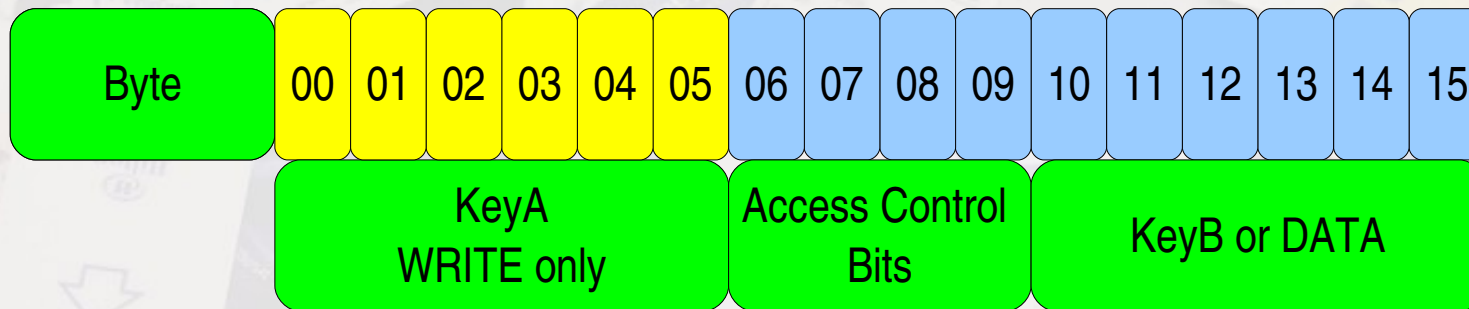 Byte 00 01 02 03 04 05 06 07 08 09 10 11 12 13 14 15
KeyA
WRITE only
Access Control
Bits
KeyB or DATA